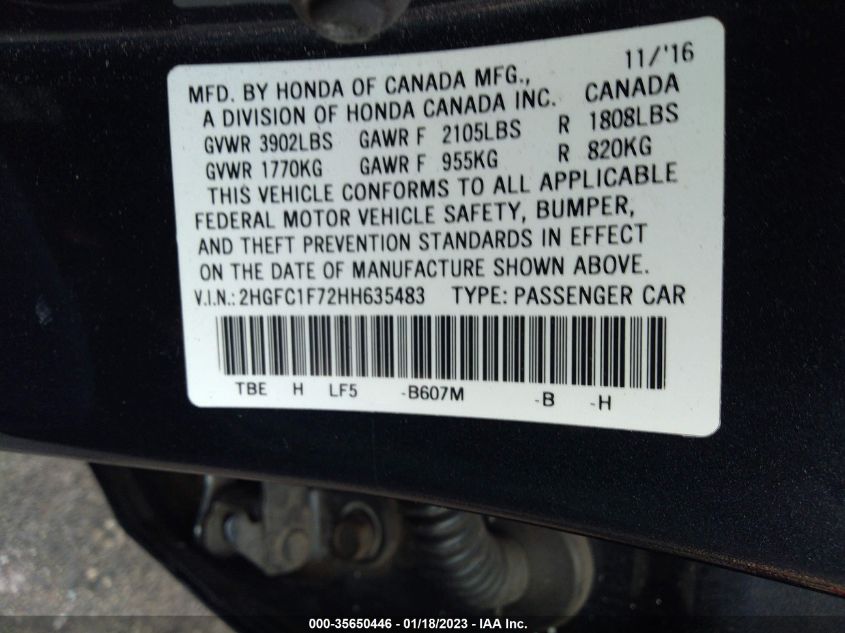 11/'16
MFD. BY HONDA OF CANADA MFG., CANADA
A DIVISION OF HONDA CANADA INC.
GVWR 3902LBS GAWR F 2105LBS R 1808LBS
GVWR 1770KG GAWR F 955KG R 820KG
THIS VEHICLE CONFORMS TO ALL APPLICABLE
FEDERAL MOTOR VEHICLE SAFETY, BUMPER,
AND THEFT PREVENTION STANDARDS IN EFFECT
ON THE DATE OF MANUFACTURE SHOWN ABOVE.
V.I.N.: 2HGFC1F72HH635483 TYPE: PASSENGER CAR
TBE H LF5 -B607M -B -H
000-35650446 - 01/18/2023 - IAA Inc.